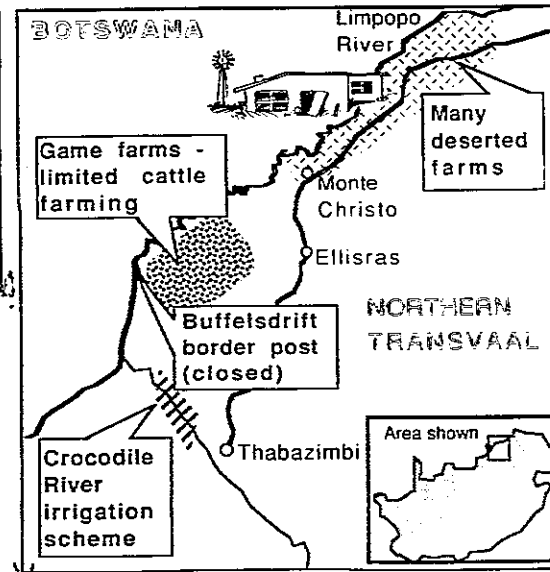 BOTSWANA
Limpopo
River
Many
deserted
farms
Game farms -
limited cattle
farming
Monte
Christo
Ellisras
Buffelsdrift
border post
(closed)
NORTHERN
TRANSVAAL
Crocodile
River
irrigation
scheme
Thabazimbi
Area shown